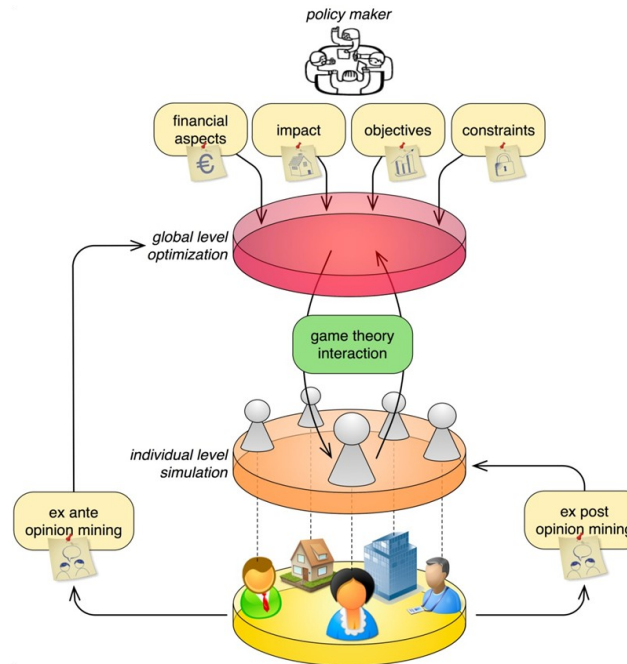 policy maker
financial
aspects
impact
objectives
constraints
€
global level
optimization
game theory
interaction
individual level
simulation
ex ante
opinion mining
ex post
opinion mining